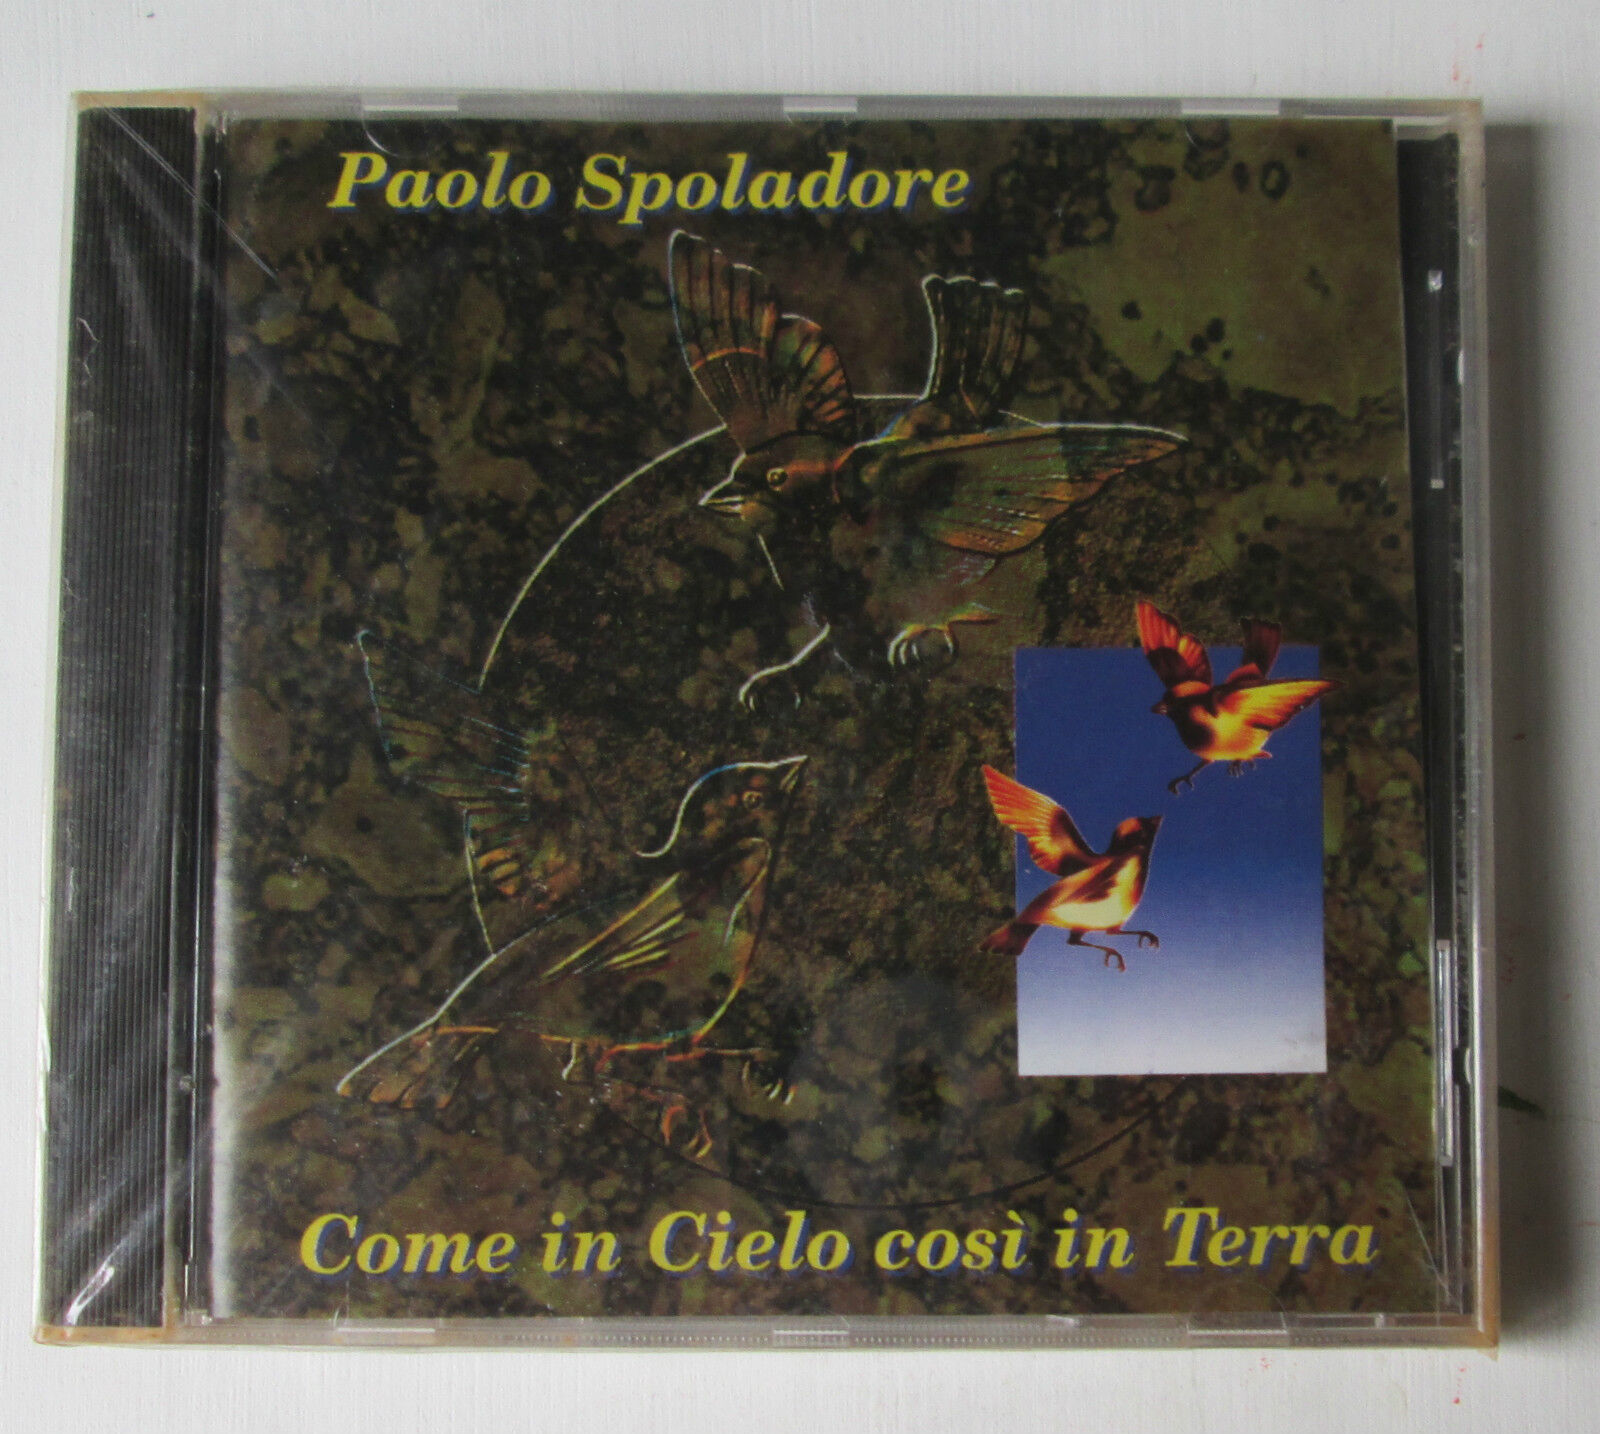 Paolo Spoladore
Come in Cielo così in Terra